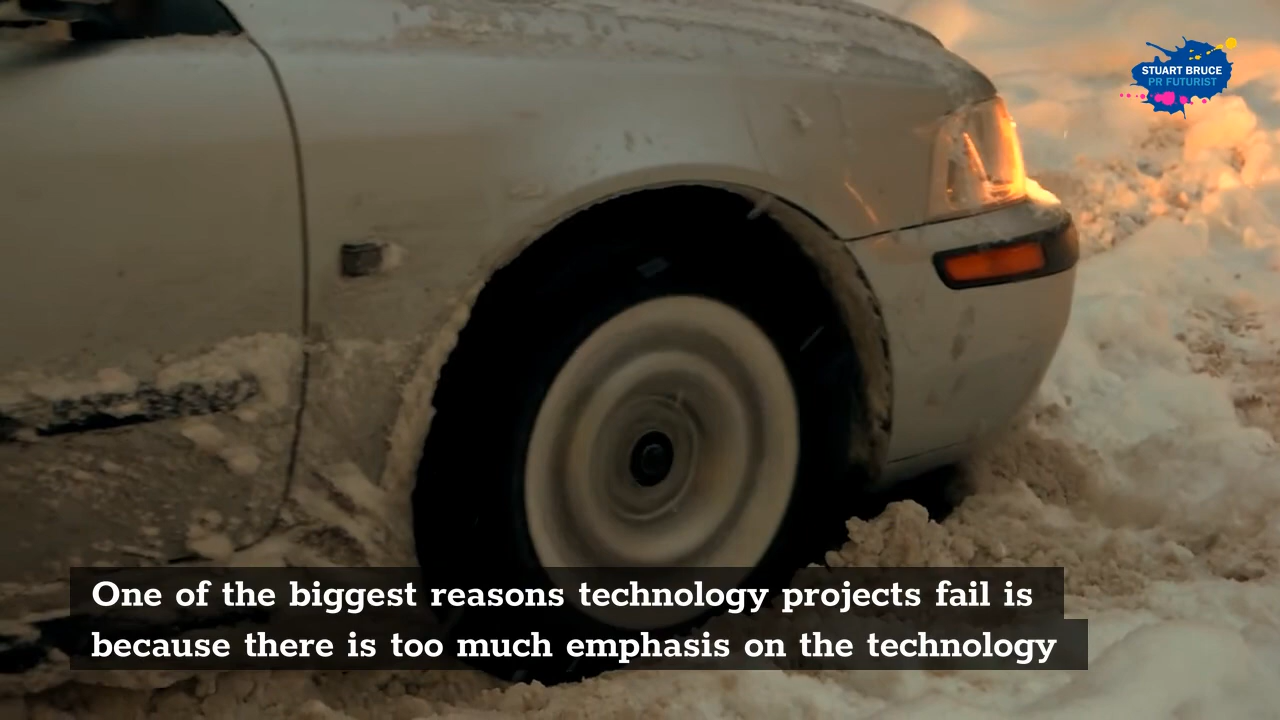 STUART BRUCE
PR FUTURIST
One of the biggest reasons technology projects fail is
because there is too much emphasis on the technology